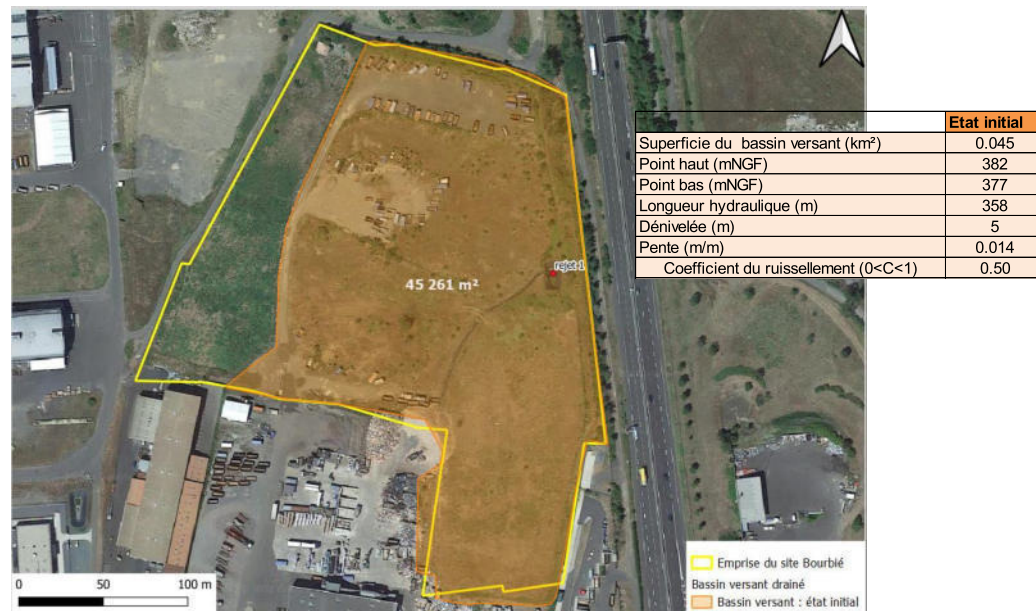 Etat initial
Superficie du bassin versant (km²) 0.045
Point haut (mNGF) 382
Point bas (mNGF) 377
Longueur hydraulique (m) 358
Dénivelée (m) 5
Pente (m/m) 0.014
Coefficient du ruissellement (0<C<1) 0.50
rejet 1
45 261 m²
Emprise du site Bourbié
Bassin versant drainé
Bassin versant : état initial
0 50 100 m